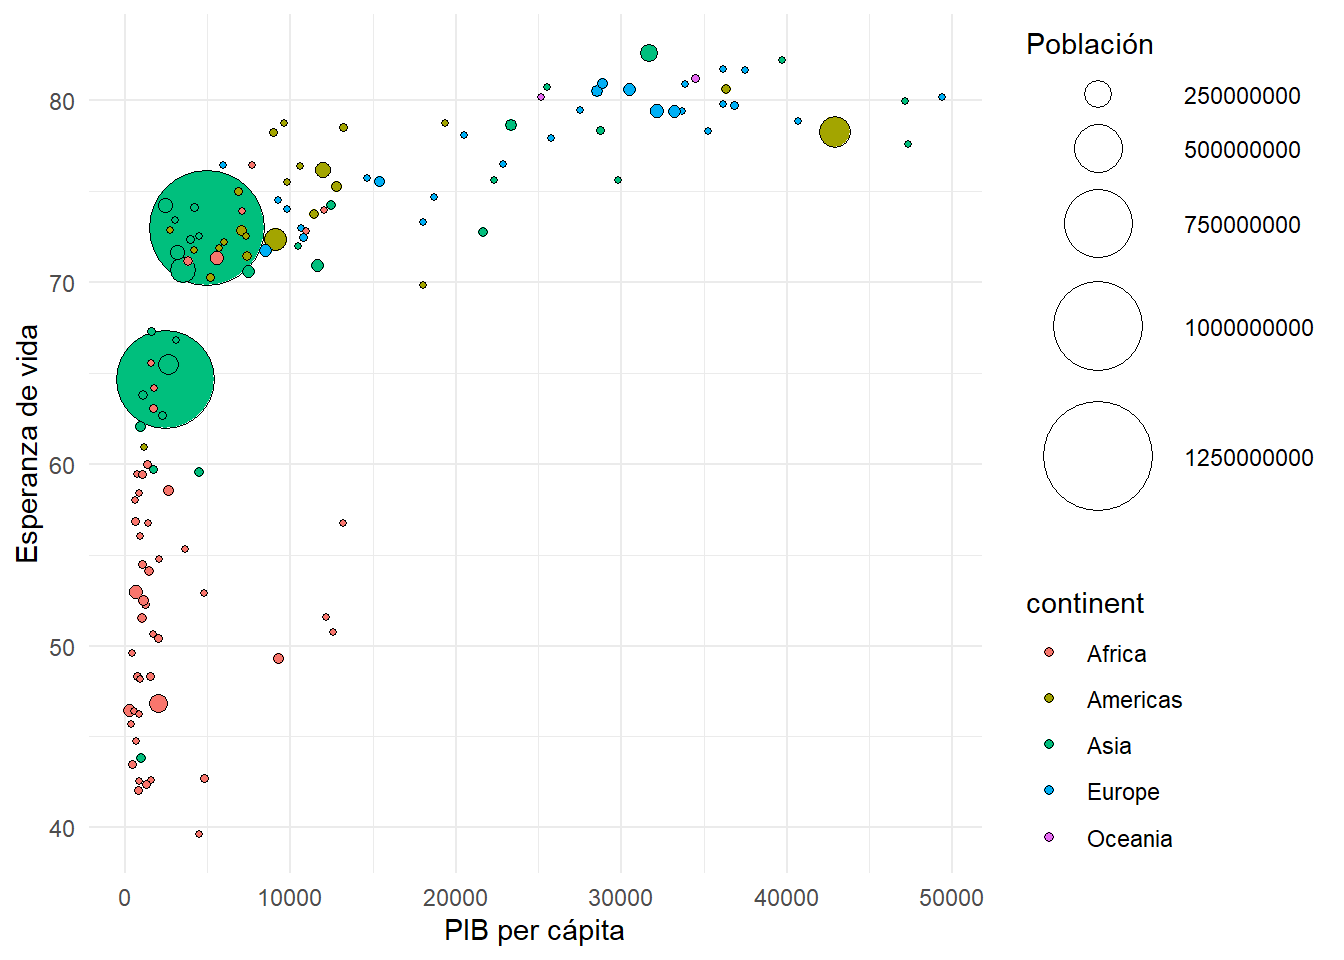 Esperanza de vida
80
70
60
50
40
0 10000 20000 30000 40000 50000
PIB per cápita
Población
250000000
500000000
750000000
1000000000
1250000000
continent
Africa
Americas
Asia
Europe
Oceania